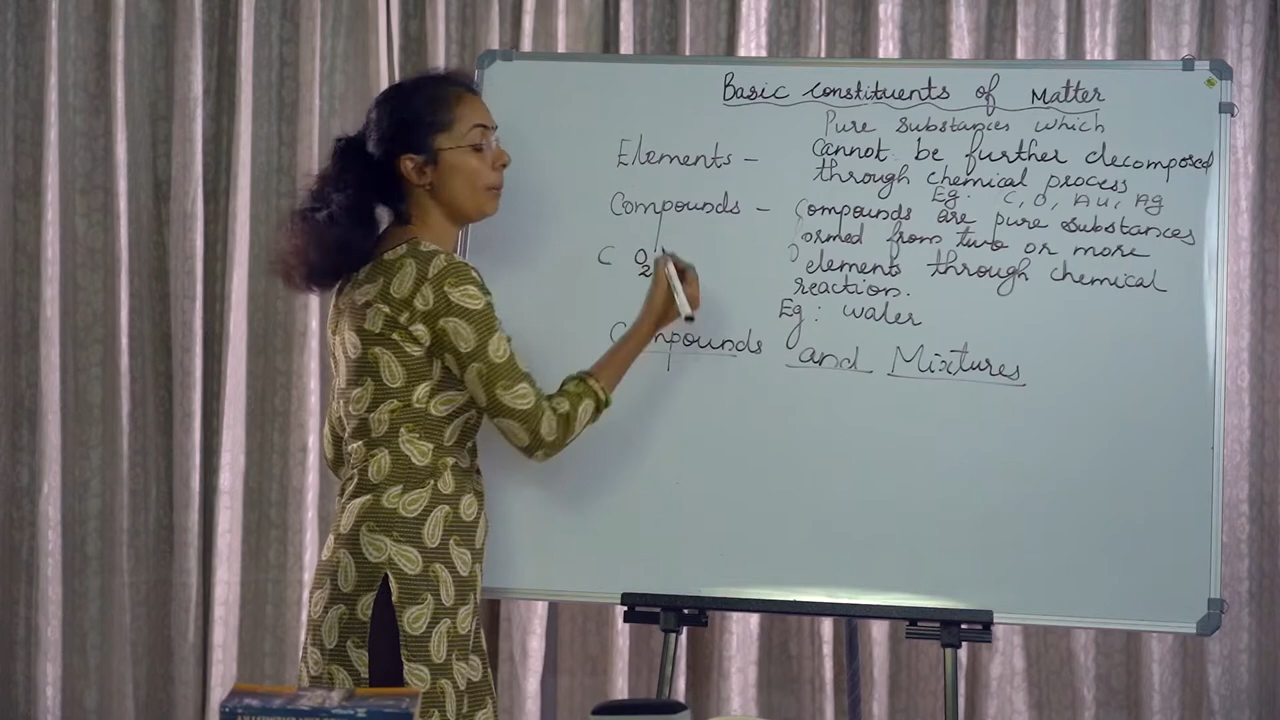 Basic constituents of Matter
Pure substances which
Elements - cannot be further decomposed
through chemical process
Eg. C, O, Au, Ag
Compounds - Compounds are pure substances
formed from two or more
C O2 elements through chemical
reaction.
Eg: water
Compounds and Mixtures